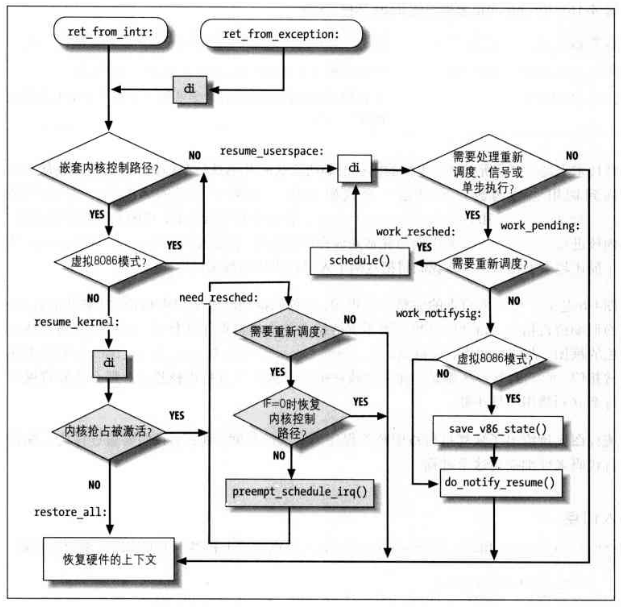 ret_from_intr:
ret_from_exception:
di
嵌套内核控制路径?
NO
resume_userspace:
di
需要处理重新
调度、信号或
单步执行?
NO
YES
YES
work_pending:
虚拟8086模式?
YES
work_resched:
schedule()
YES
需要重新调度?
NO
resume_kernel:
need_resched:
NO
work_notifysig:
di
需要重新调度?
NO
虚拟8086模式?
NO
YES
YES
内核抢占被激活?
YES
IF=0时恢复
内核控制
路径?
YES
save_v86_state()
NO
NO
preempt_schedule_irq()
do_notify_resume()
restore_all:
恢复硬件的上下文